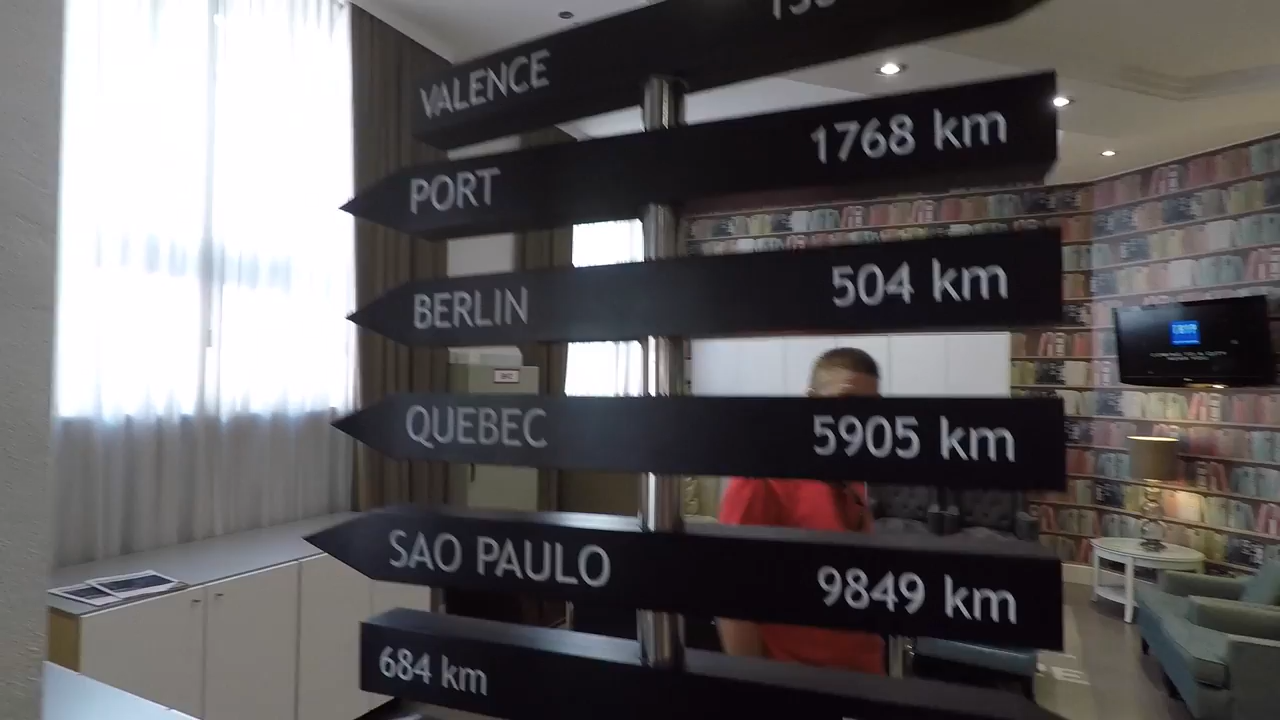 VALENCE
PORT 1768 km
BERLIN 504 km
QUEBEC 5905 km
SAO PAULO 9849 km
684 km